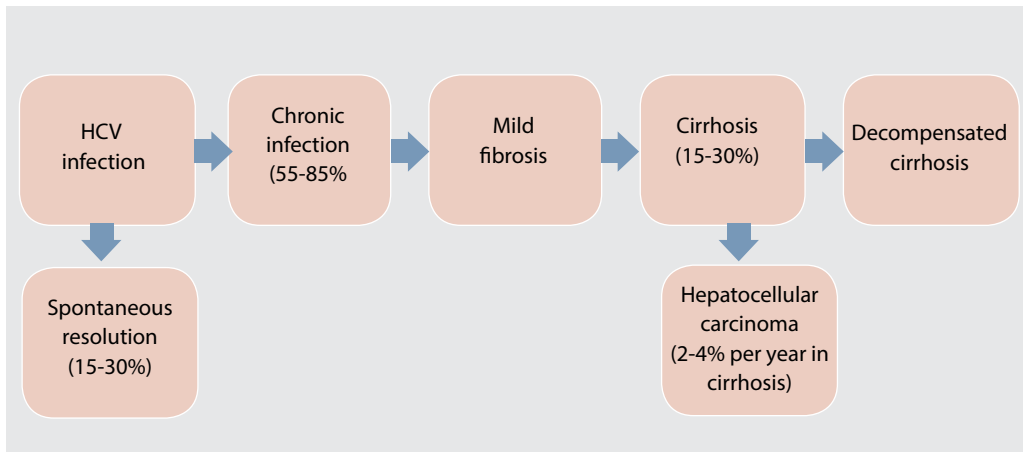 HCV
infection
Chronic
infection
(55-85%
Mild
fibrosis
Cirrhosis
(15-30%)
Decompensated
cirrhosis
Spontaneous
resolution
(15-30%)
Hepatocellular
carcinoma
(2-4% per year in
cirrhosis)